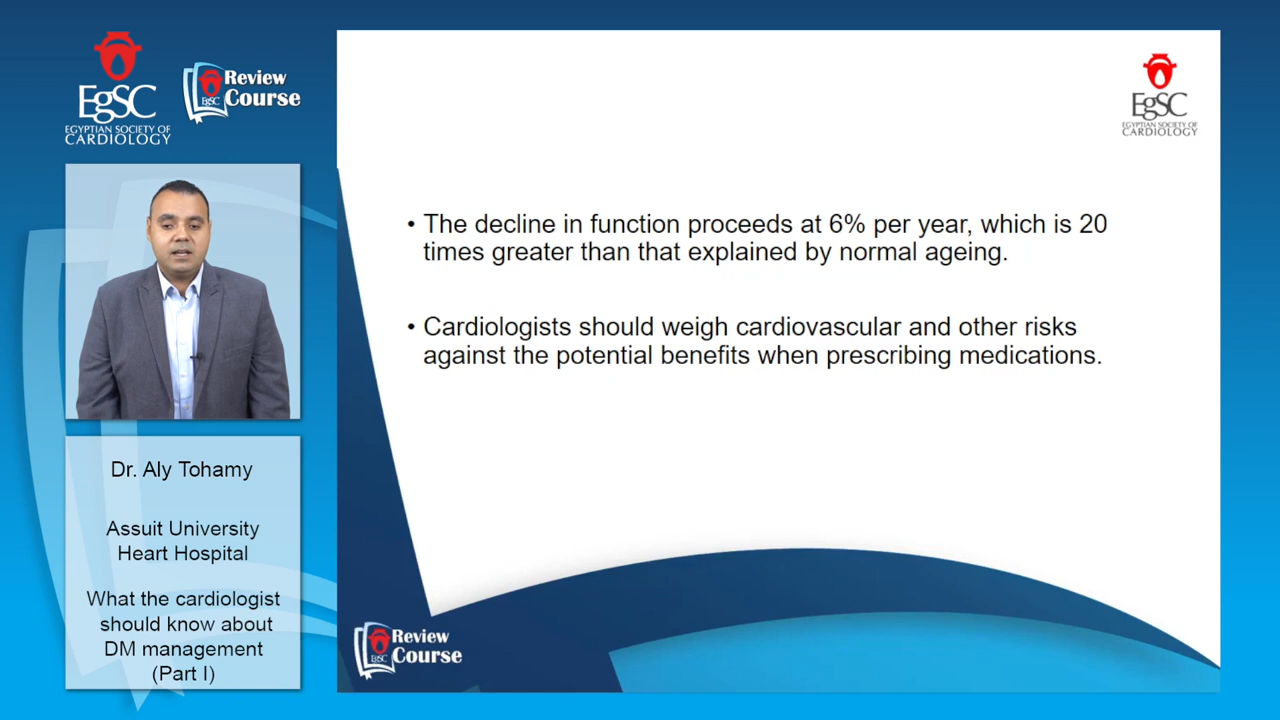 EgSC
EGYPTIAN SOCIETY OF
CARDIOLOGY
Review
EgSC
Course
Dr. Aly Tohamy
Assuit University
Heart Hospital
What the cardiologist
should know about
DM management
(Part I)
EgSC
EGYPTIAN SOCIETY OF
CARDIOLOGY
• The decline in function proceeds at 6% per year, which is 20
times greater than that explained by normal ageing.
• Cardiologists should weigh cardiovascular and other risks
against the potential benefits when prescribing medications.
Review
EgSC
Course